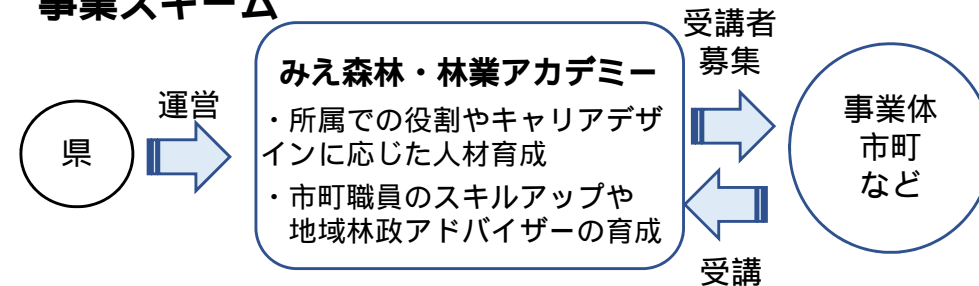 事業スキーム
県
運営
みえ森林・林業アカデミー
・所属での役割やキャリアデザ
インに応じた人材育成
・市町職員のスキルアップや
地域林政アドバイザーの育成
受講者
募集
受講
事業体
市町
など